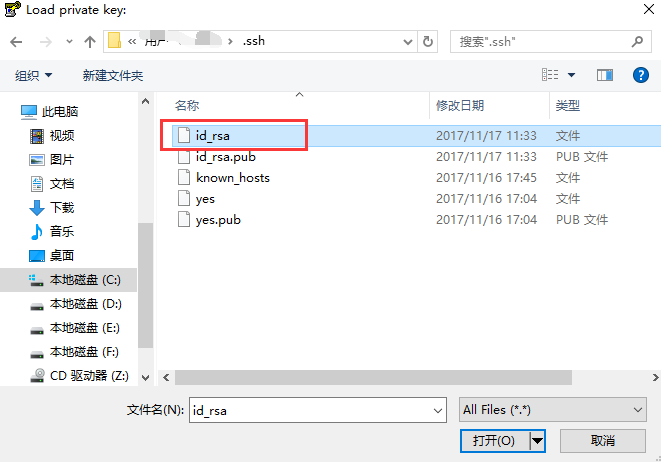 Load private key:
« 用户 .ssh
搜索".ssh"
组织 新建文件夹
名称 修改日期 类型
此电脑
视频
图片
文档
下载
音乐
桌面
本地磁盘 (C:)
本地磁盘 (D:)
本地磁盘 (E:)
本地磁盘 (F:)
CD 驱动器 (Z:)
id_rsa 2017/11/17 11:33 文件
id_rsa.pub 2017/11/17 11:33 PUB 文件
known_hosts 2017/11/16 17:45 文件
yes 2017/11/16 17:04 文件
yes.pub 2017/11/16 17:04 PUB 文件
文件名(N): id_rsa All Files (*.*)
打开(O) 取消